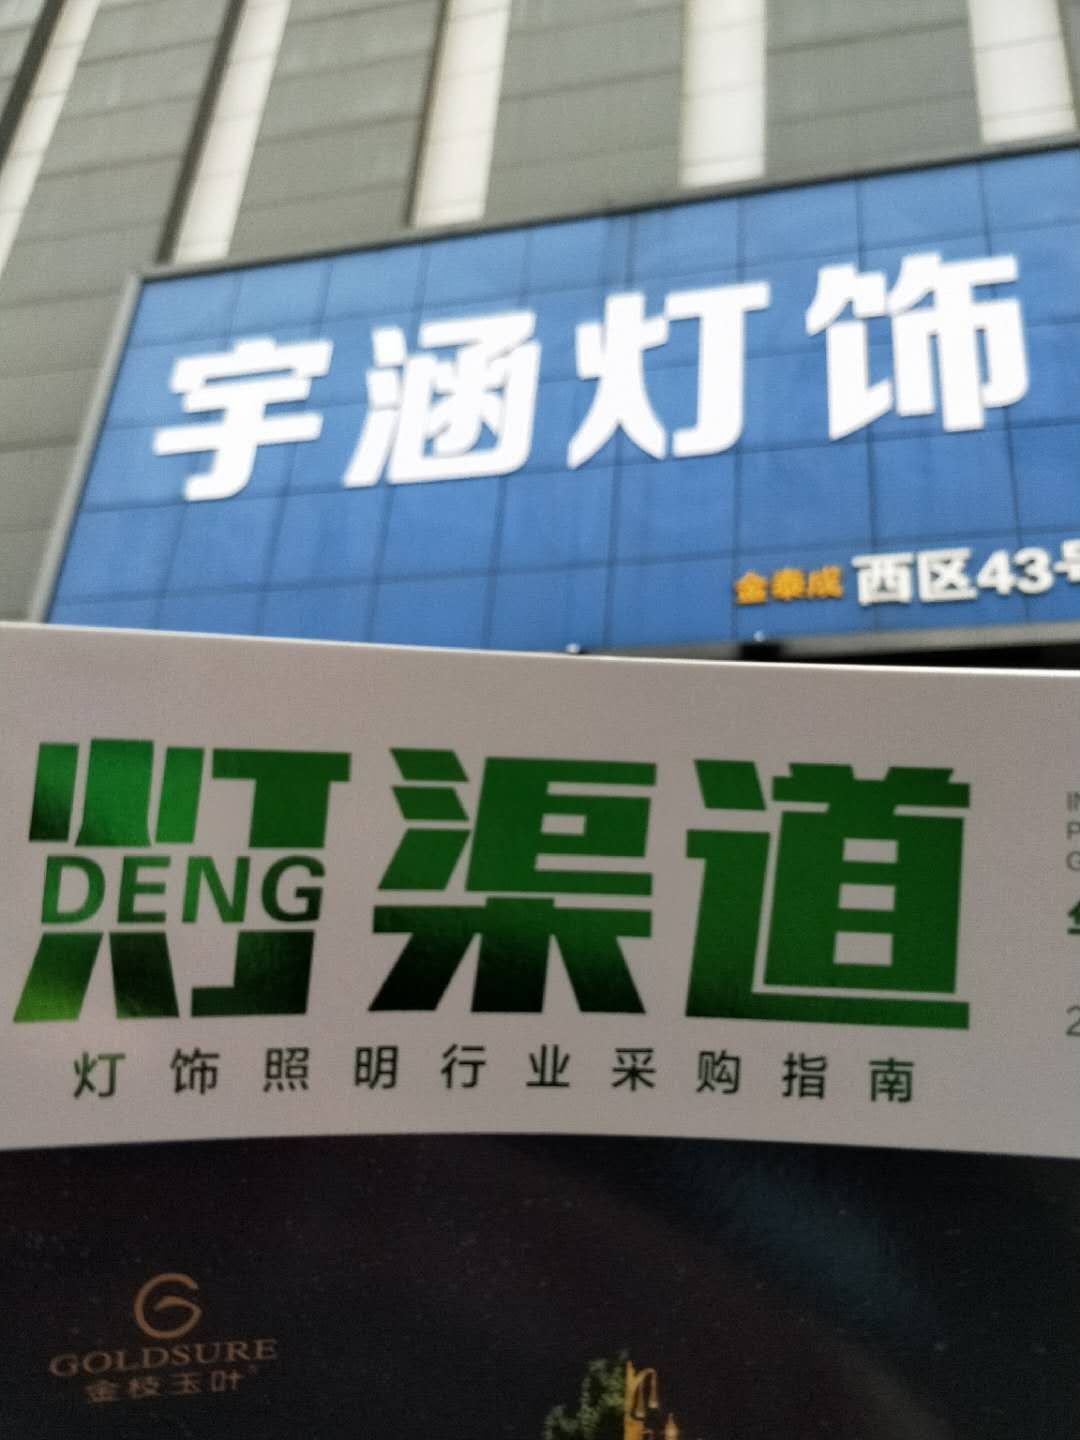 宇涵灯饰
金泰成 西区43号
灯渠道
DENG
灯饰照明行业采购指南
GOLDSURE
金枝玉叶